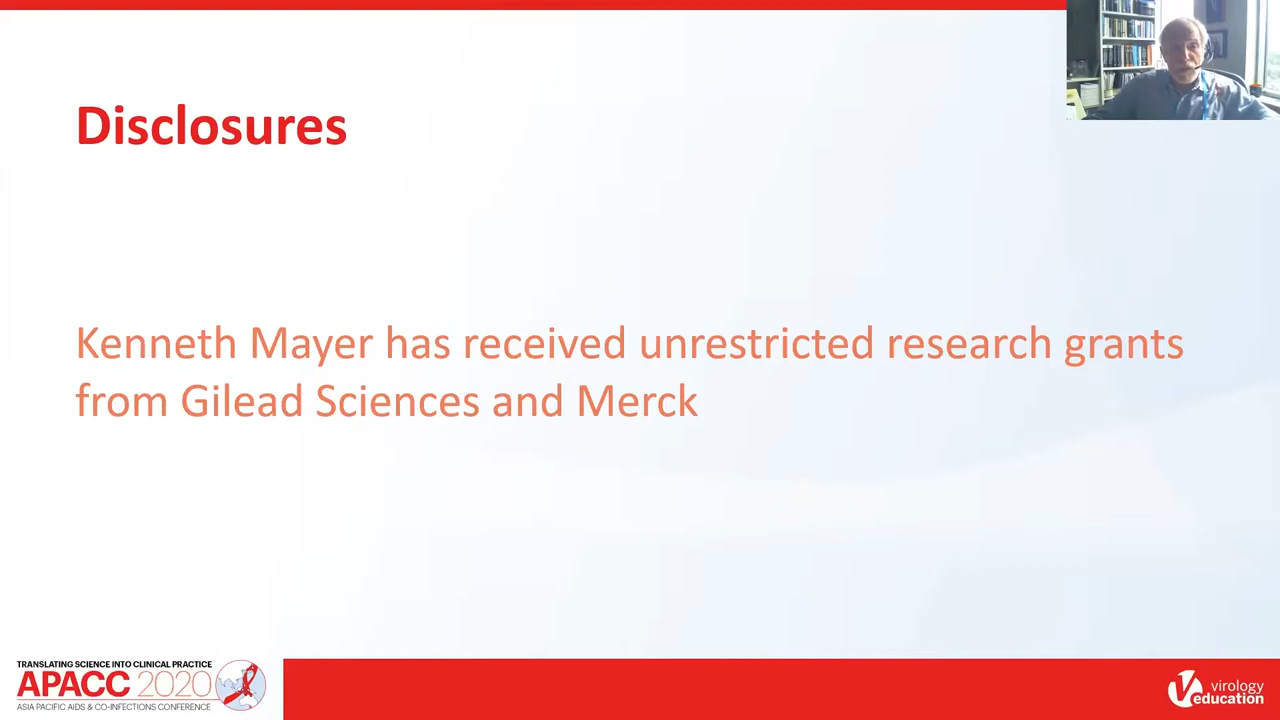 Disclosures
Kenneth Mayer has received unrestricted research grants
from Gilead Sciences and Merck
TRANSLATING SCIENCE INTO CLINICAL PRACTICE
APACC 2020
ASIA PACIFIC AIDS & CO-INFECTIONS CONFERENCE
virology
education